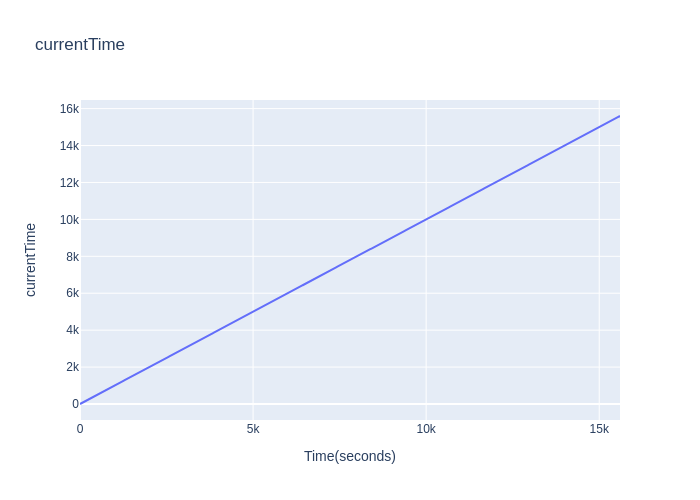 currentTime
16k
14k
12k
10k
8k
6k
4k
2k
0
currentTime
0 5k 10k 15k
Time(seconds)